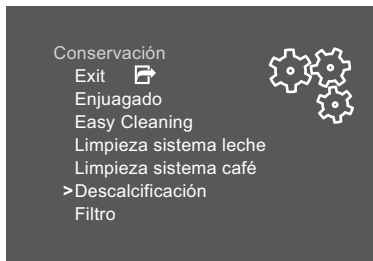 Conservación
Exit
Enjuagado
Easy Cleaning
Limpieza sistema leche
Limpieza sistema café
>Descalcificación
Filtro